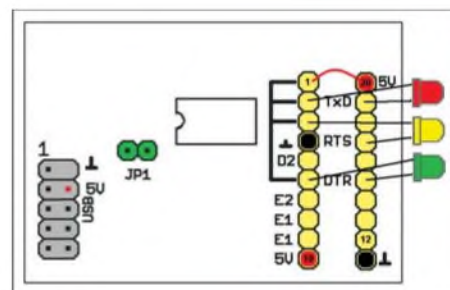 1 20 5V
TxD
1 ⊥
⊥ RTS
JP1
D2
5V
USB
DTR
E2
E1
E1 12
5V 10 ⊥